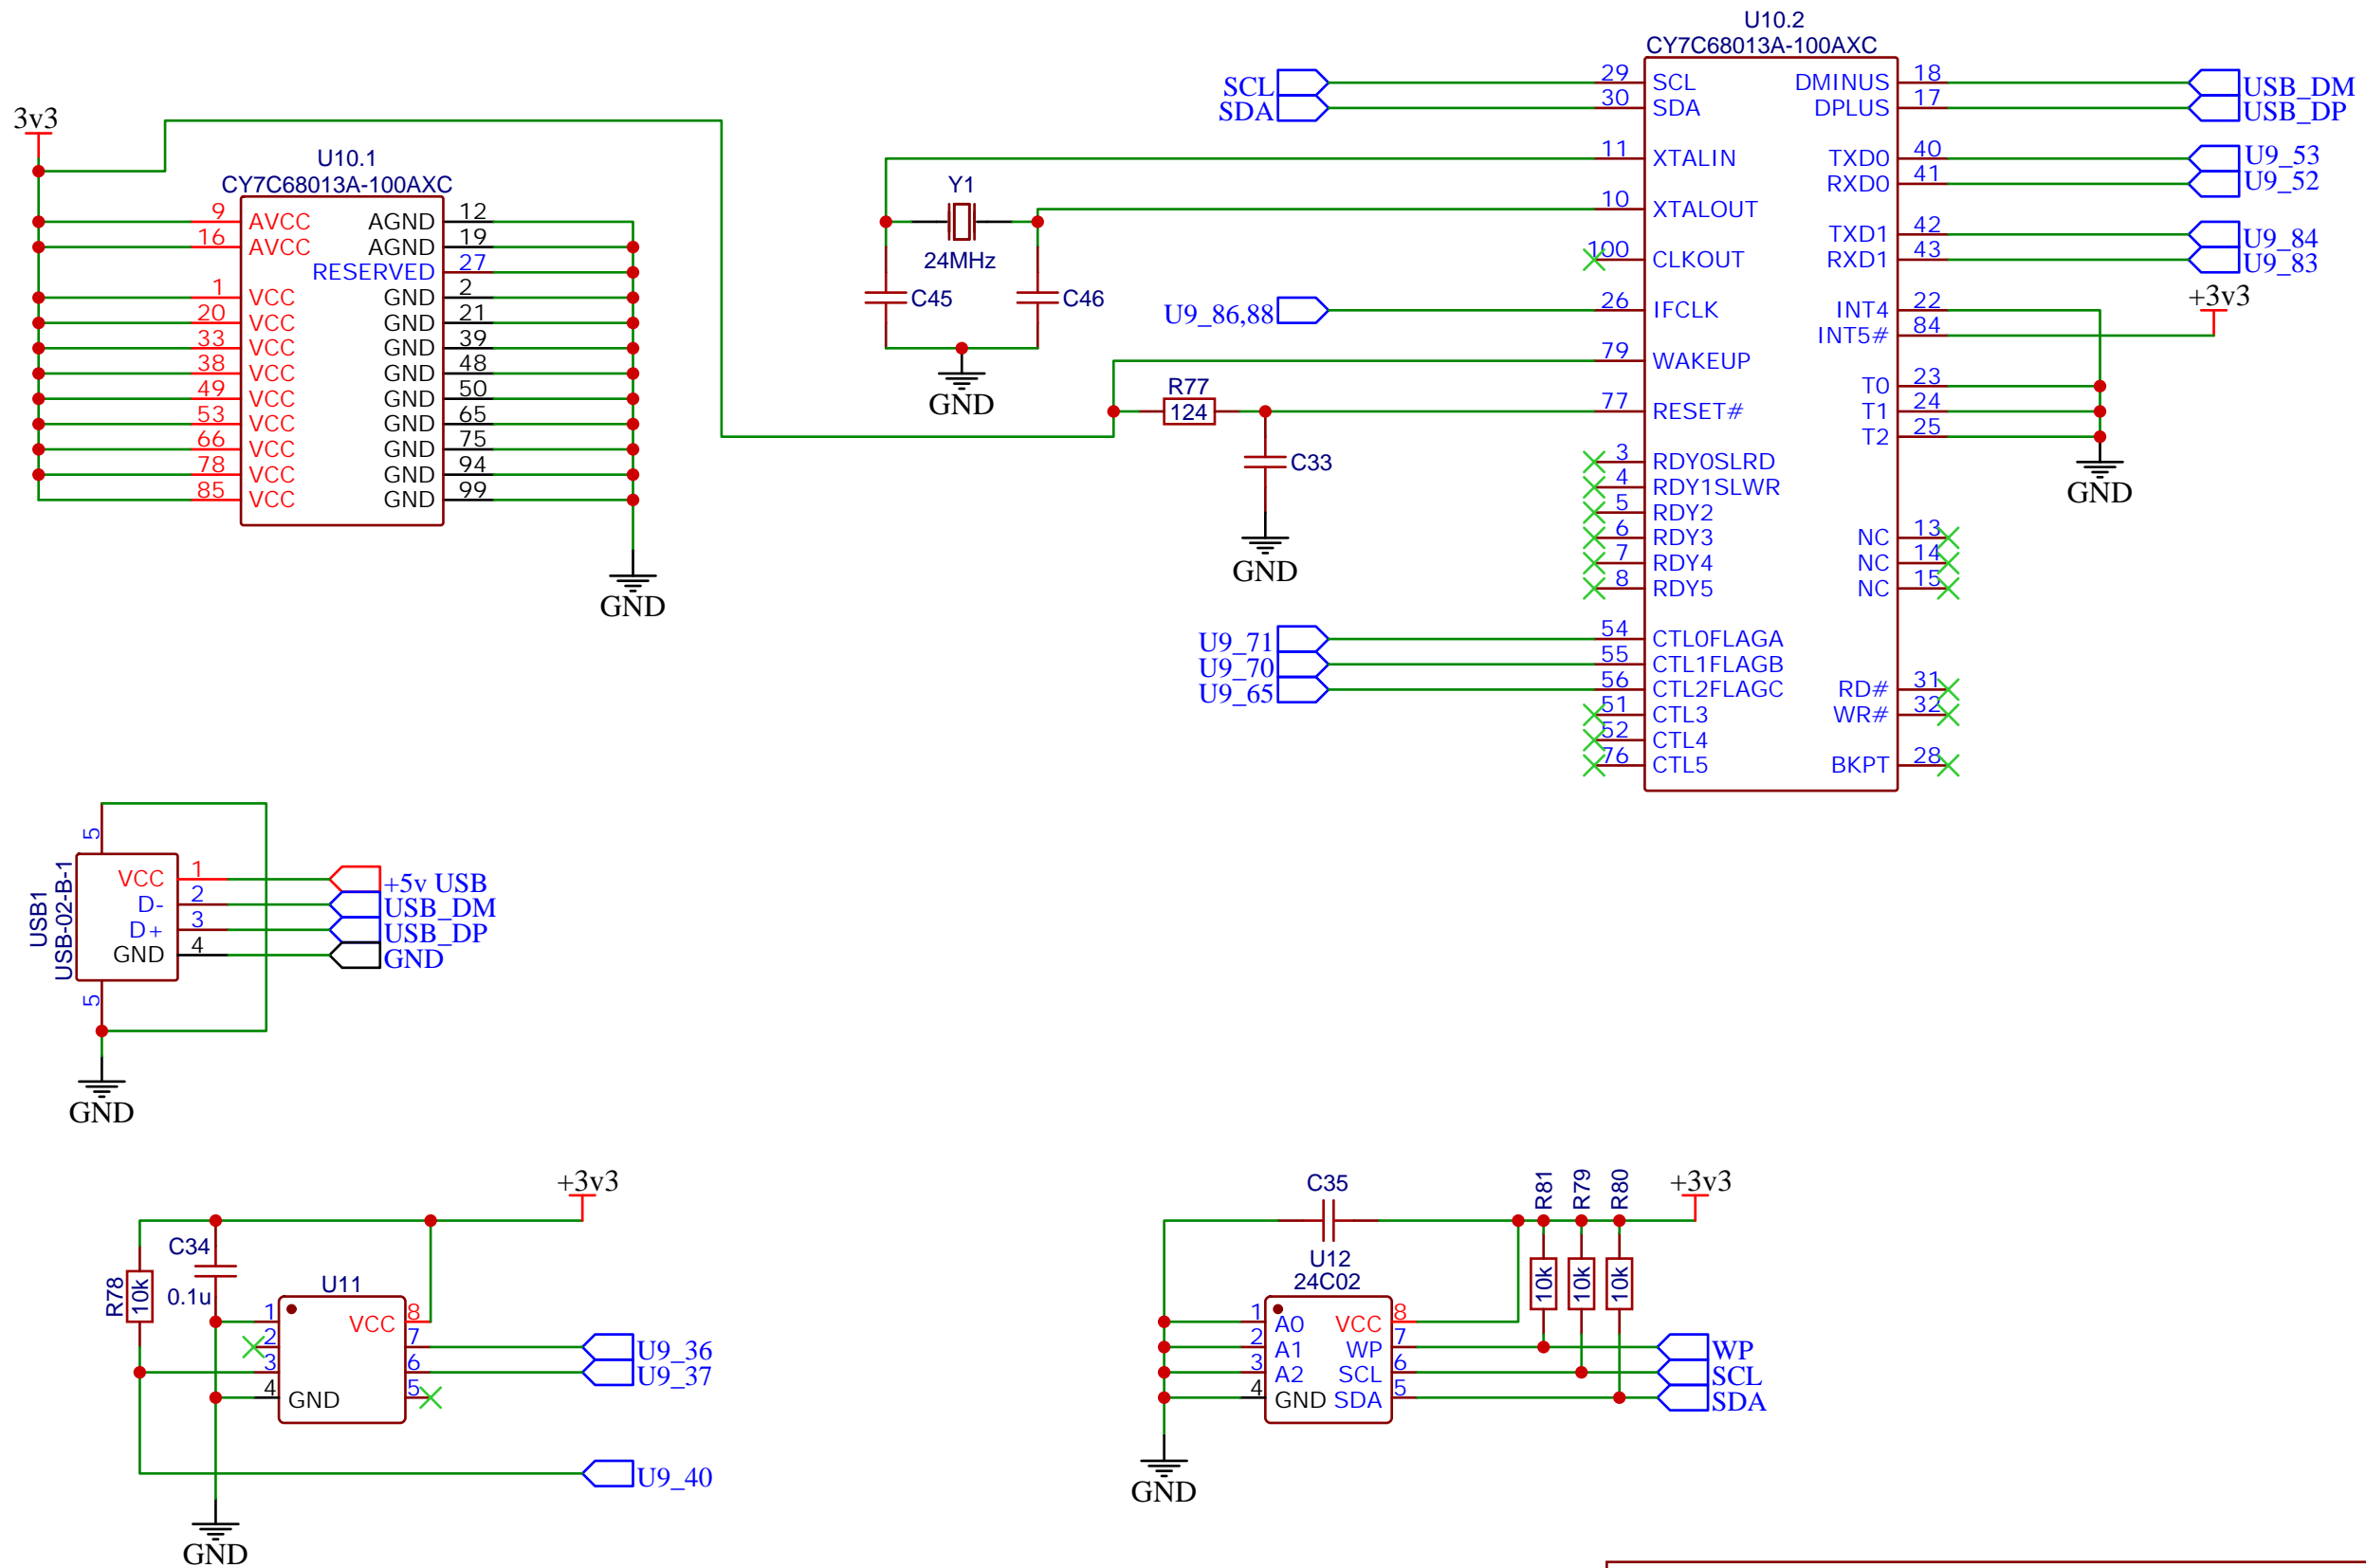 3v3
U10.1
CY7C68013A-100AXC
9 AVCC AGND 12
16 AVCC AGND 19
RESERVED 27
1 VCC GND 2
20 VCC GND 21
33 VCC GND 39
38 VCC GND 48
49 VCC GND 50
53 VCC GND 65
66 VCC GND 75
78 VCC GND 94
85 VCC GND 99
GND
U10.2
CY7C68013A-100AXC
SCL 29 SCL DMINUS 18 USB_DM
SDA 30 SDA DPLUS 17 USB_DP
11 XTALIN TXD0 40 U9_53
RXD0 41 U9_52
10 XTALOUT
TXD1 42 U9_84
100 CLKOUT RXD1 43 U9_83
U9_86,88 26 IFCLK INT4 22
INT5# 84 +3v3
79 WAKEUP
T0 23
77 RESET# T1 24
T2 25
GND
3 RDY0SLRD
4 RDY1SLWR
5 RDY2
6 RDY3 NC 13
7 RDY4 NC 14
8 RDY5 NC 15
U9_71 54 CTL0FLAGA
U9_70 55 CTL1FLAGB
U9_65 56 CTL2FLAGC RD# 31
51 CTL3 WR# 32
52 CTL4
76 CTL5 BKPT 28
Y1
24MHz
C45 C46
GND
R77
124
C33
GND
USB1
USB-02-B-1
5
VCC 1 +5v USB
D- 2 USB_DM
D+ 3 USB_DP
GND 4 GND
5
GND
+3v3
C34
0.1u
R78
10k
U11
1 VCC 8
2 7 U9_36
3 6 U9_37
4 GND 5
U9_40
GND
C35
R81 R79 R80
+3v3
10k 10k 10k
U12
24C02
1 A0 VCC 8
2 A1 WP 7 WP
3 A2 SCL 6 SCL
4 GND SDA 5 SDA
GND